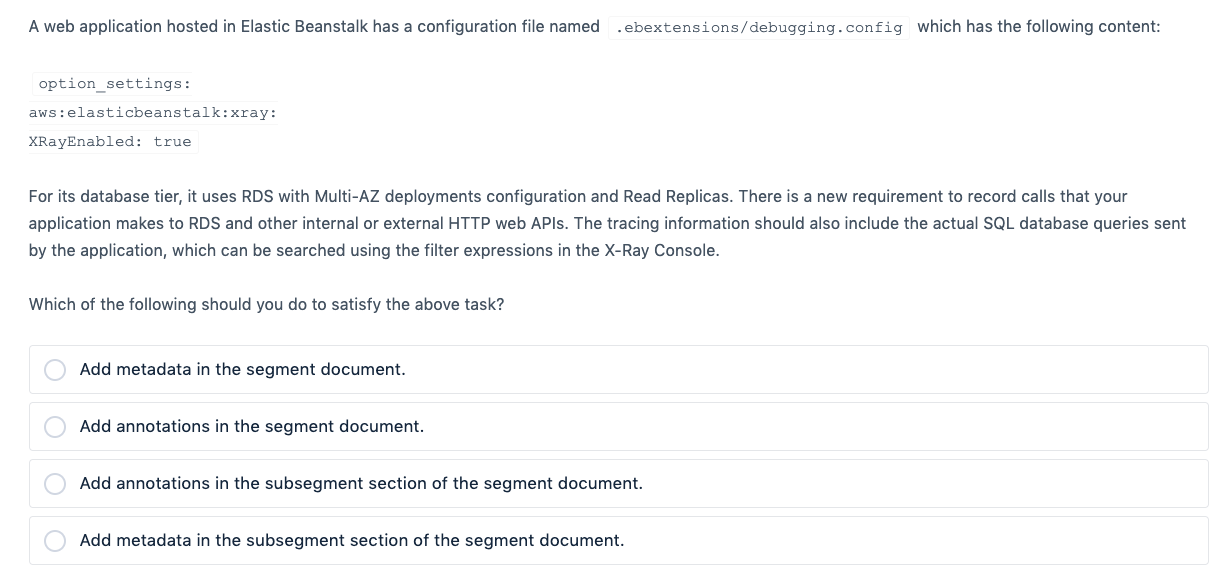 A web application hosted in Elastic Beanstalk has a configuration file named .ebextensions/debugging.config which has the following content:
option_settings:
aws:elasticbeanstalk:xray:
XRayEnabled: true
For its database tier, it uses RDS with Multi-AZ deployments configuration and Read Replicas. There is a new requirement to record calls that your
application makes to RDS and other internal or external HTTP web APIs. The tracing information should also include the actual SQL database queries sent
by the application, which can be searched using the filter expressions in the X-Ray Console.
Which of the following should you do to satisfy the above task?
Add metadata in the segment document.
Add annotations in the segment document.
Add annotations in the subsegment section of the segment document.
Add metadata in the subsegment section of the segment document.